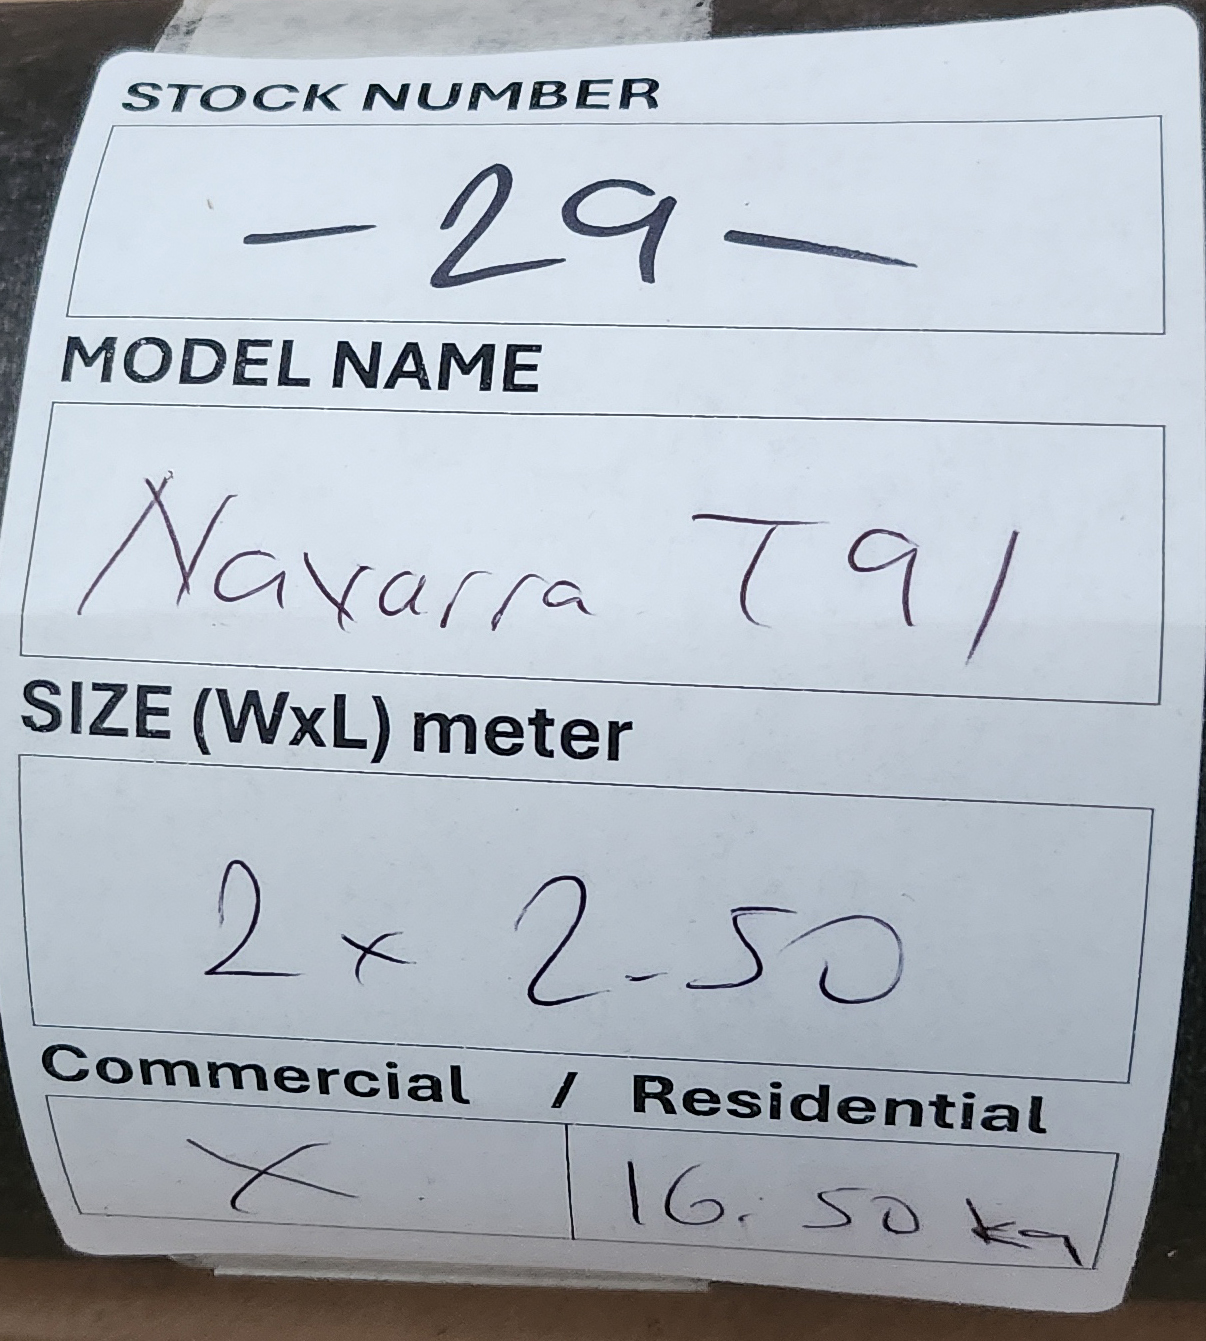 STOCK NUMBER
- 29 -
MODEL NAME
Navarra T91
SIZE (WxL) meter
2 x 2.50
Commercial / Residential
X 16.50 kg